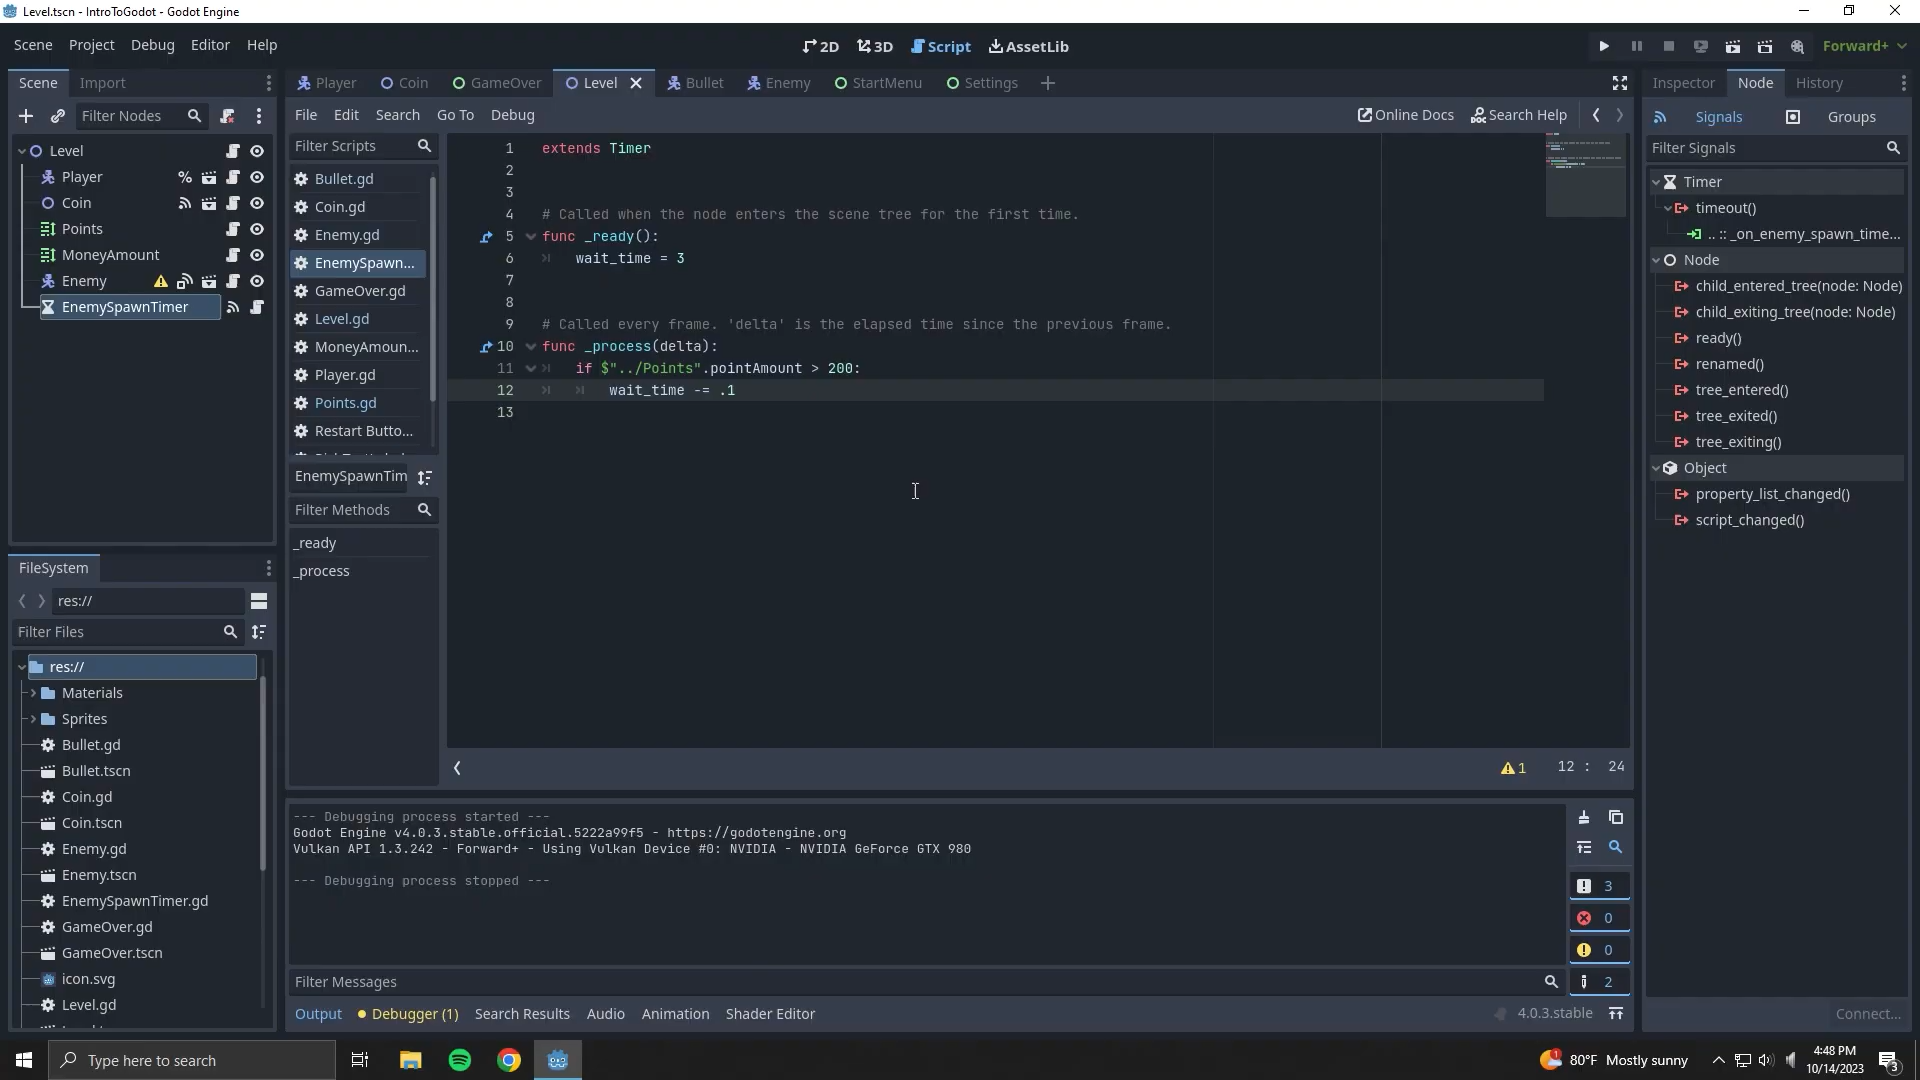 Level.tscn - IntroToGodot - Godot Engine
Scene Project Debug Editor Help
2D 3D Script AssetLib
Forward+
Scene Import
Filter Nodes
Level
Player
%
Coin
Points
MoneyAmount
Enemy
EnemySpawnTimer
FileSystem
res://
Filter Files
res://
Materials
Sprites
Bullet.gd
Bullet.tscn
Coin.gd
Coin.tscn
Enemy.gd
Enemy.tscn
EnemySpawnTimer.gd
GameOver.gd
GameOver.tscn
icon.svg
Level.gd
Player Coin GameOver Level Bullet Enemy StartMenu Settings
File Edit Search Go To Debug
Online Docs Search Help
Filter Scripts
Bullet.gd
Coin.gd
Enemy.gd
EnemySpawn...
GameOver.gd
Level.gd
MoneyAmoun...
Player.gd
Points.gd
Restart Butto...
EnemySpawnTim
Filter Methods
_ready
_process
1 extends Timer
2
3
4 # Called when the node enters the scene tree for the first time.
5 func _ready():
6 wait_time = 3
7
8
9 # Called every frame. 'delta' is the elapsed time since the previous frame.
10 func _process(delta):
11 if $"../Points".pointAmount > 200:
12 wait_time -= .1
13
1 12 : 24
--- Debugging process started ---
Godot Engine v4.0.3.stable.official.5222a99f5 - https://godotengine.org
Vulkan API 1.3.242 - Forward+ - Using Vulkan Device #0: NVIDIA - NVIDIA GeForce GTX 980
--- Debugging process stopped ---
3
0
0
2
Filter Messages
Output Debugger (1) Search Results Audio Animation Shader Editor
4.0.3.stable
Inspector Node History
Signals Groups
Filter Signals
Timer
timeout()
.. :: _on_enemy_spawn_time...
Node
child_entered_tree(node: Node)
child_exiting_tree(node: Node)
ready()
renamed()
tree_entered()
tree_exited()
tree_exiting()
Object
property_list_changed()
script_changed()
Connect...
Type here to search
1
80°F Mostly sunny
4:48 PM
10/14/2023
3